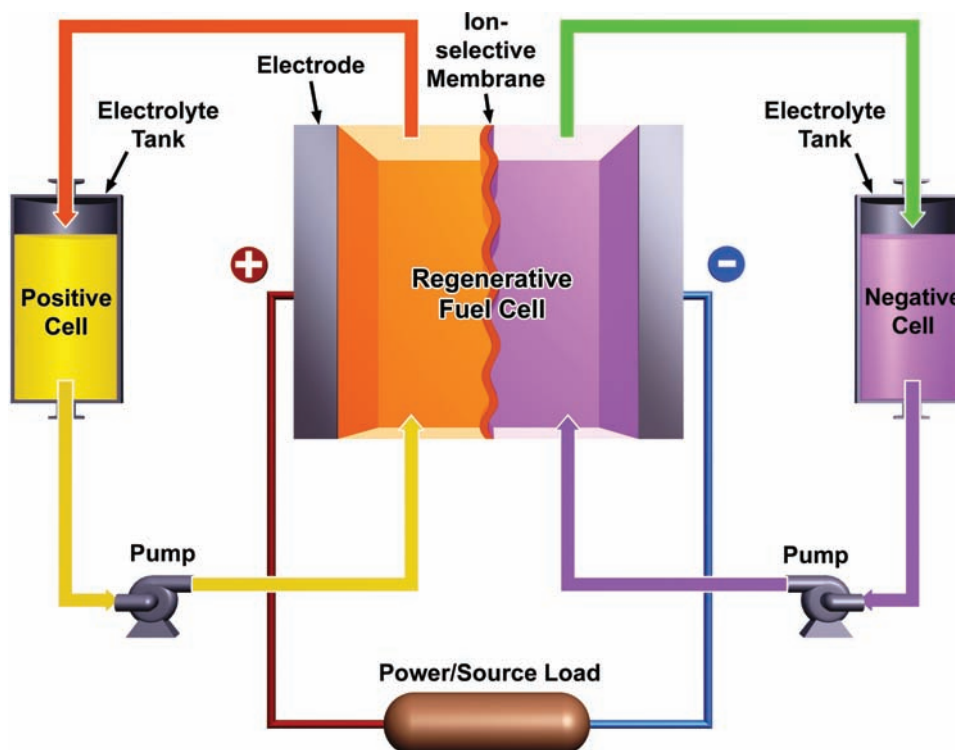 Ion-
selective
Membrane
Electrode
Electrolyte
Tank
Electrolyte
Tank
+
-
Positive
Cell
Regenerative
Fuel Cell
Negative
Cell
Pump
Pump
Power/Source Load